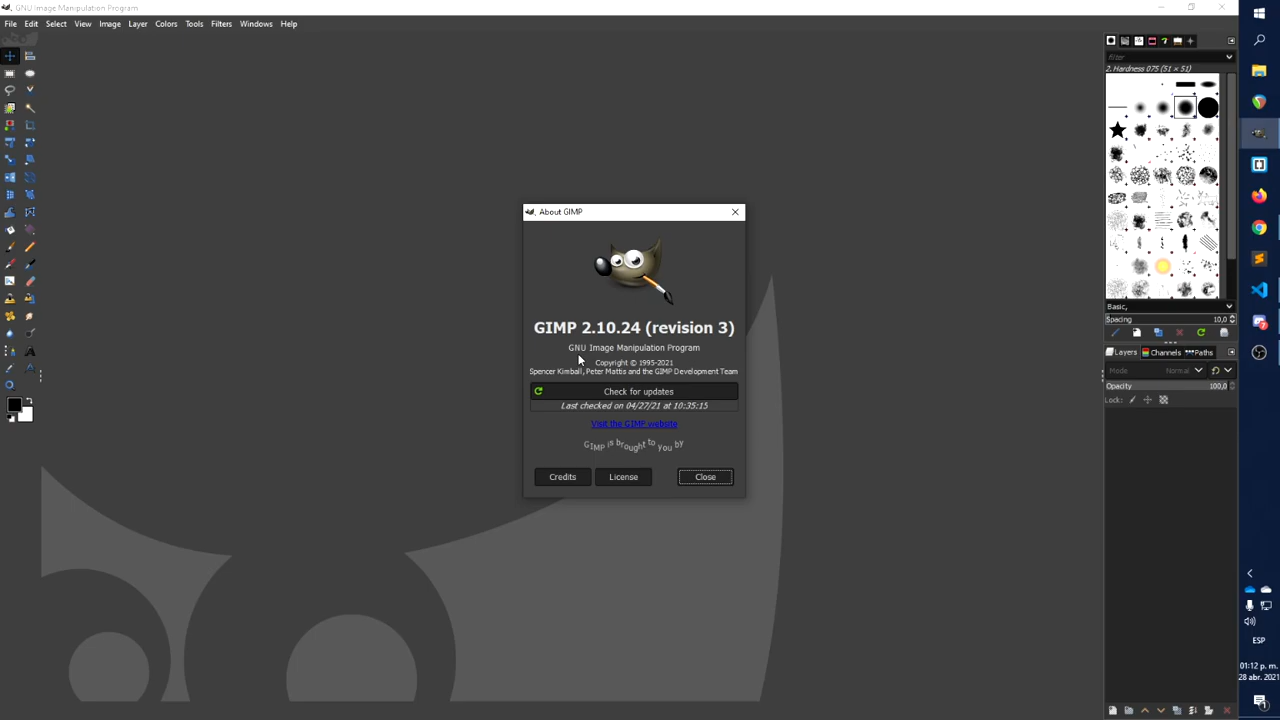 GNU Image Manipulation Program
File Edit Select View Image Layer Colors Tools Filters Windows Help
filter
2. Hardness 075 (51 × 51)
About GIMP
GIMP 2.10.24 (revision 3)
GNU Image Manipulation Program
Copyright © 1995-2021
Spencer Kimball, Peter Mattis and the GIMP Development Team
Check for updates
Last checked on 04/27/21 at 10:35:15
Visit the GIMP website
GIMP is brought to you by
Credits License Close
Basic,
Spacing 10,0
Layers Channels Paths
Mode Normal
Opacity 100,0
Lock:
ESP
01:12 p. m.
28 abr. 2021